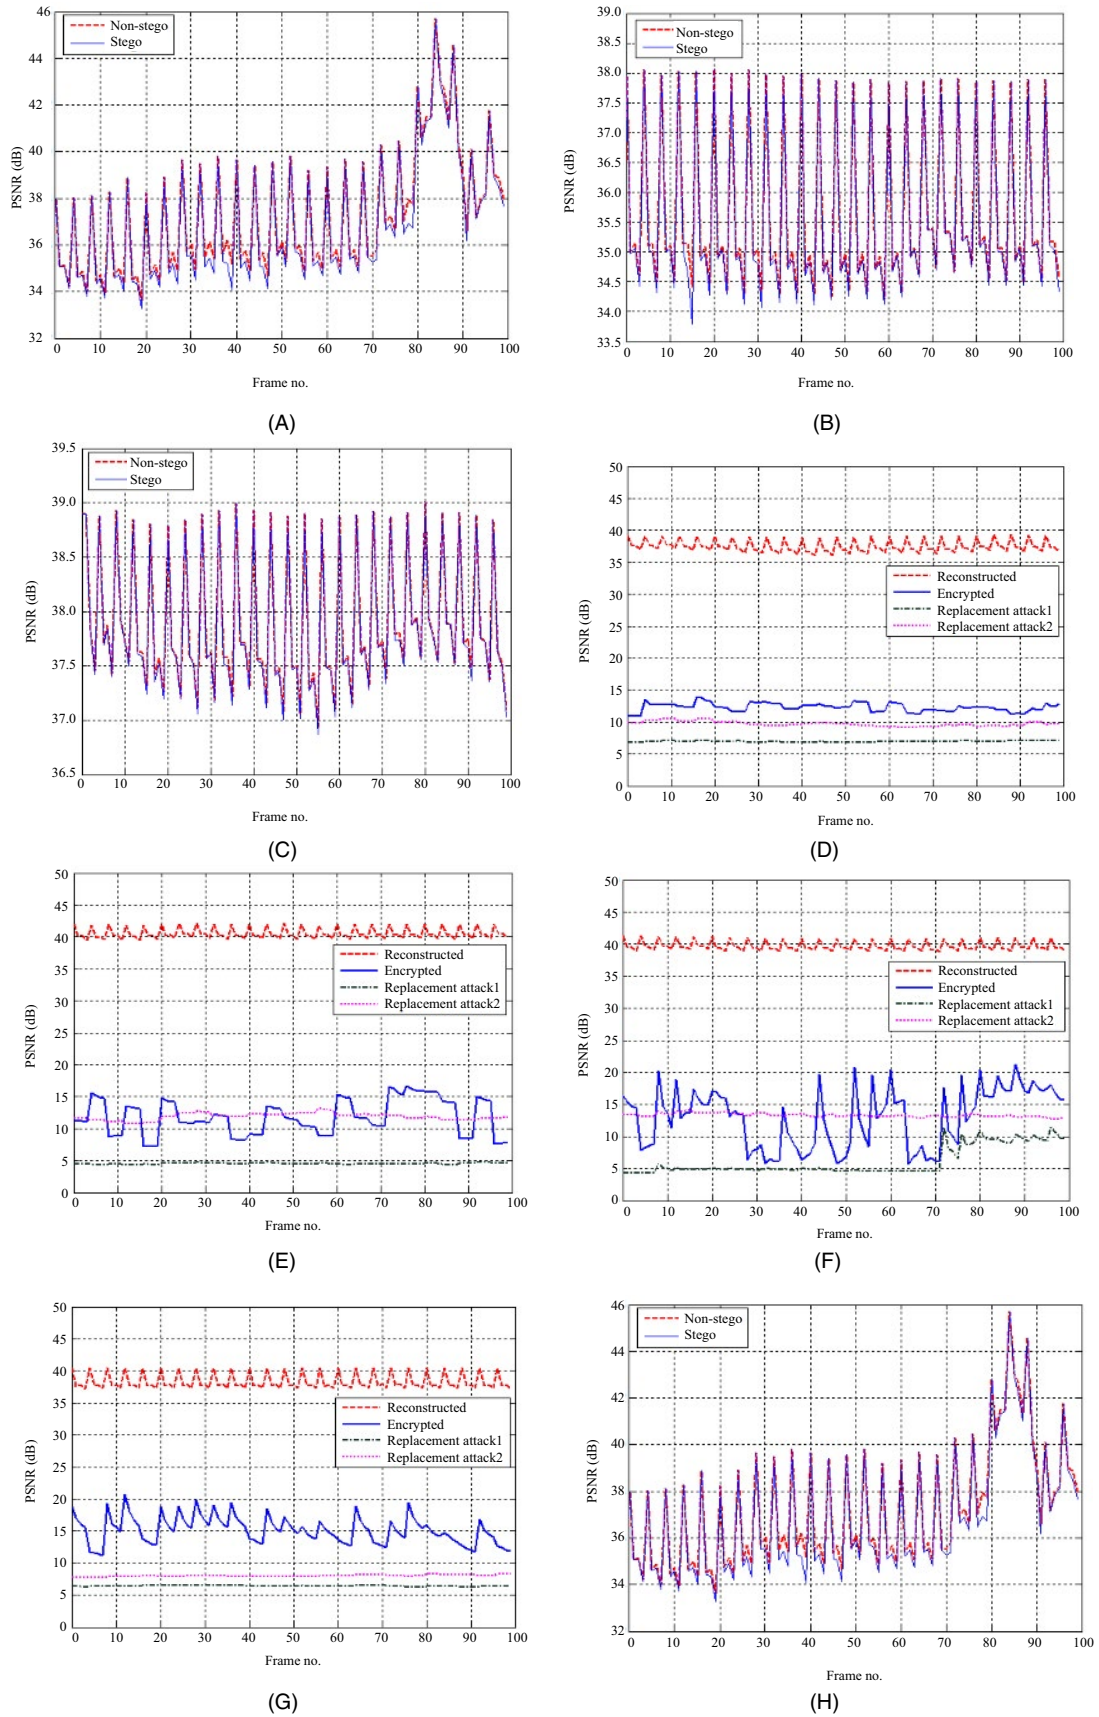 46
44
42
40
38
36
34
32
PSNR (dB)
Non-stego
Stego
0 10 20 30 40 50 60 70 80 90 100
Frame no.
(A)
39.0
38.5
38.0
37.5
37.0
36.5
36.0
35.5
35.0
34.5
34.0
33.5
PSNR (dB)
Non-stego
Stego
0 10 20 30 40 50 60 70 80 90 100
Frame no.
(B)
39.5
39.0
38.5
38.0
37.5
37.0
36.5
PSNR (dB)
Non-stego
Stego
0 10 20 30 40 50 60 70 80 90 100
Frame no.
(C)
50
45
40
35
30
25
20
15
10
5
0
PSNR (dB)
Reconstructed
Encrypted
Replacement attack1
Replacement attack2
0 10 20 30 40 50 60 70 80 90 100
Frame no.
(D)
50
45
40
35
30
25
20
15
10
5
0
PSNR (dB)
Reconstructed
Encrypted
Replacement attack1
Replacement attack2
0 10 20 30 40 50 60 70 80 90 100
Frame no.
(E)
50
45
40
35
30
25
20
15
10
5
0
PSNR (dB)
Reconstructed
Encrypted
Replacement attack1
Replacement attack2
0 10 20 30 40 50 60 70 80 90 100
Frame no.
(F)
50
45
40
35
30
25
20
15
10
5
0
PSNR (dB)
Reconstructed
Encrypted
Replacement attack1
Replacement attack2
0 10 20 30 40 50 60 70 80 90 100
Frame no.
(G)
46
44
42
40
38
36
34
32
PSNR (dB)
Non-stego
Stego
0 10 20 30 40 50 60 70 80 90 100
Frame no.
(H)